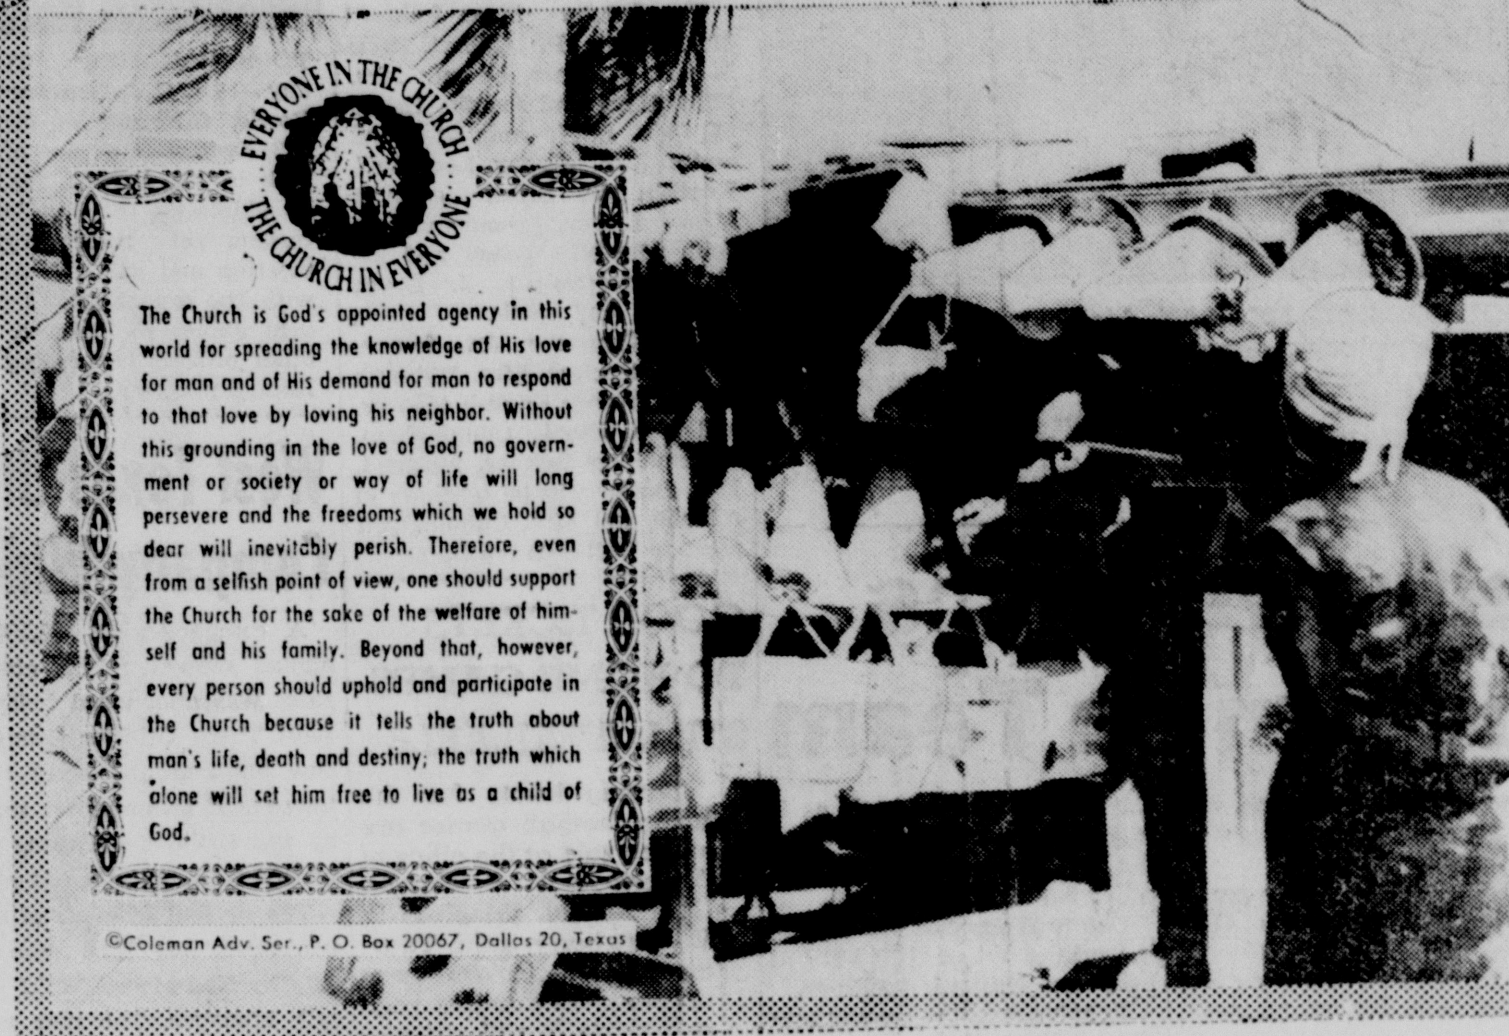 EVERYONE IN THE CHURCH
THE CHURCH IN EVERYONE
The Church is God's appointed agency in this
world for spreading the knowledge of His love
for man and of His demand for man to respond
to that love by loving his neighbor. Without
this grounding in the love of God, no govern-
ment or society or way of life will long
persevere and the freedoms which we hold so
dear will inevitably perish. Therefore, even
from a selfish point of view, one should support
the Church for the sake of the welfare of him-
self and his family. Beyond that, however,
every person should uphold and participate in
the Church because it tells the truth about
man's life, death and destiny; the truth which
alone will set him free to live as a child of
God.
©Coleman Adv. Ser., P. O. Box 20067, Dallas 20, Texas